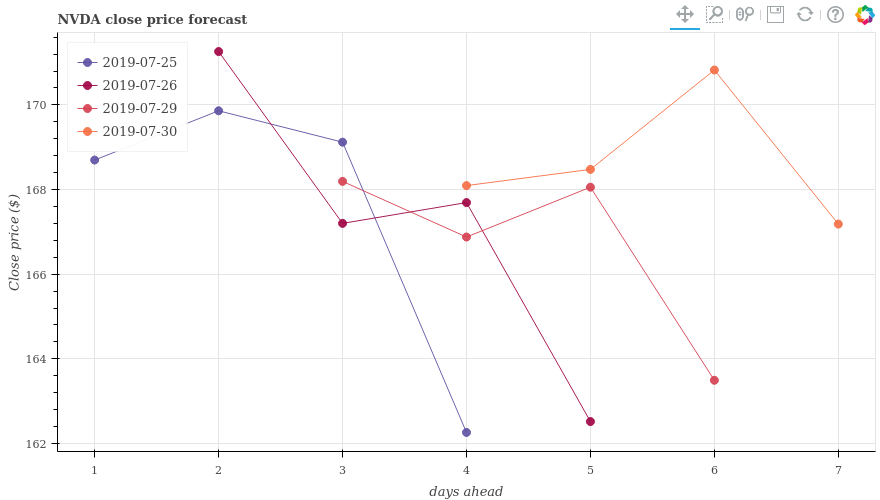 NVDA close price forecast
2019-07-25
2019-07-26
2019-07-29
2019-07-30
170
168
166
164
162
Close price ($)
1 2 3 4 5 6 7
days ahead